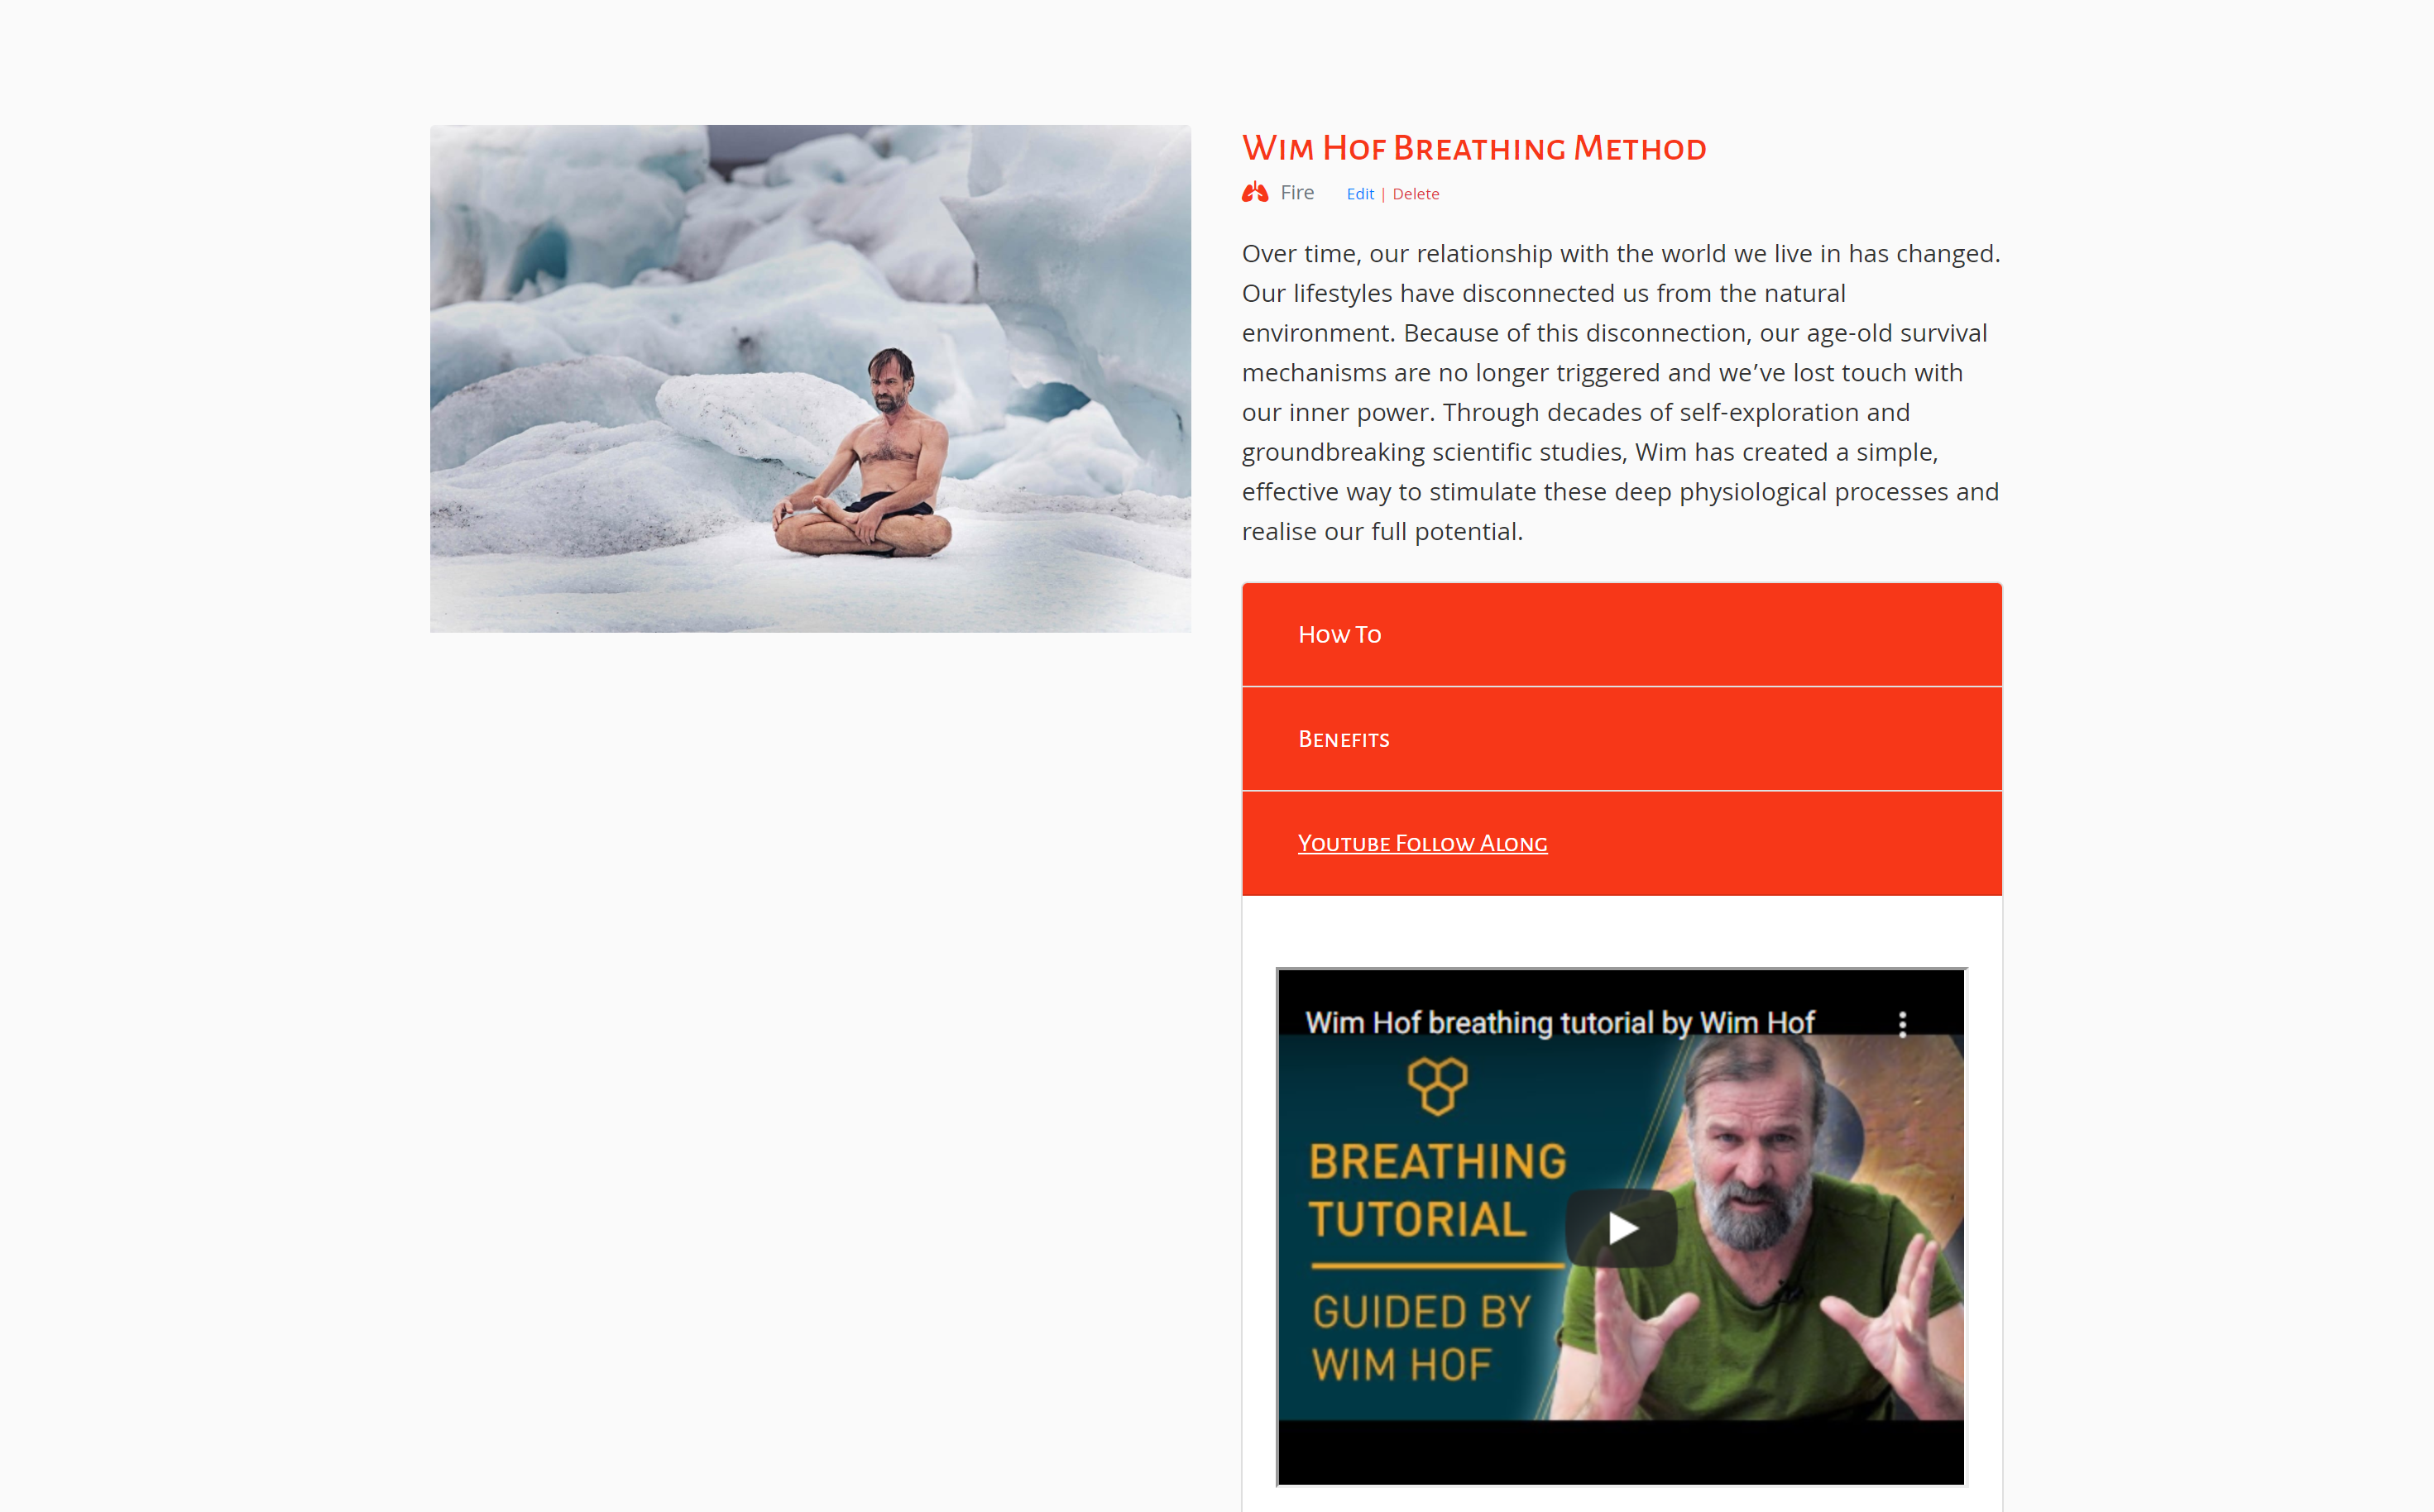 Wim Hof Breathing Method
Fire Edit | Delete
Over time, our relationship with the world we live in has changed.
Our lifestyles have disconnected us from the natural
environment. Because of this disconnection, our age-old survival
mechanisms are no longer triggered and we’ve lost touch with
our inner power. Through decades of self-exploration and
groundbreaking scientific studies, Wim has created a simple,
effective way to stimulate these deep physiological processes and
realise our full potential.
How To
Benefits
Youtube Follow Along
Wim Hof breathing tutorial by Wim Hof
BREATHING
TUTORIAL
GUIDED BY
WIM HOF